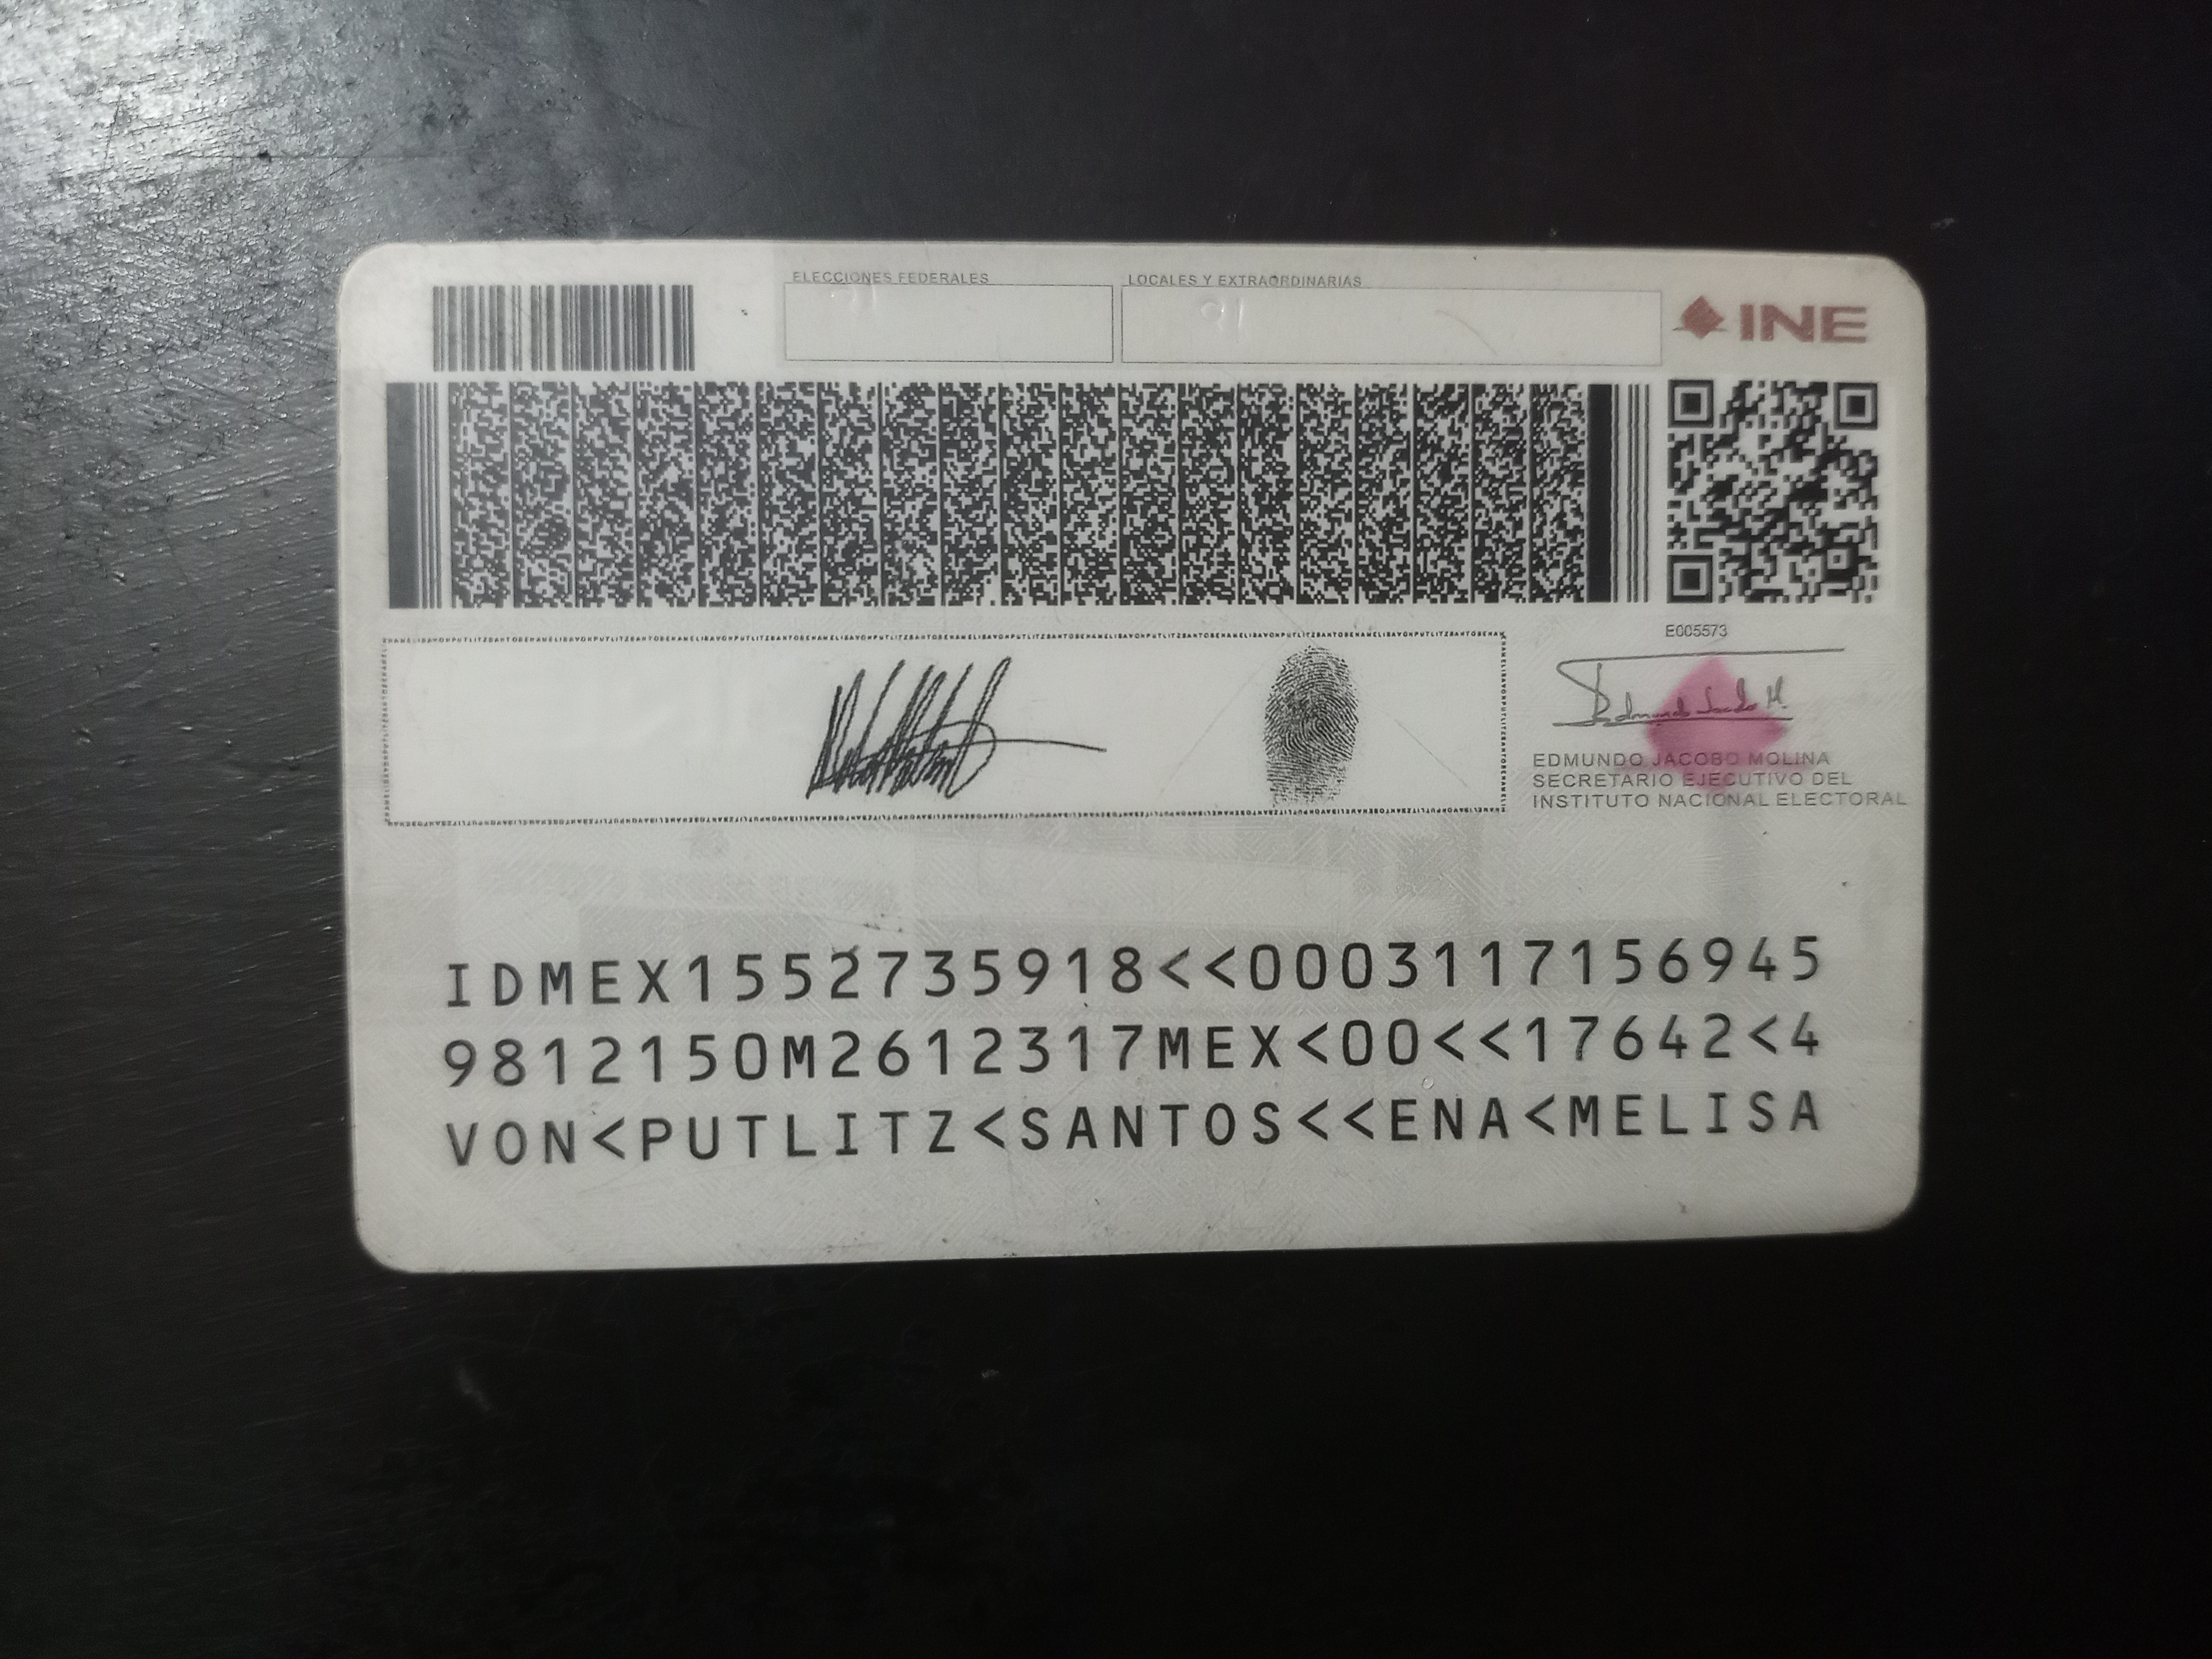 ELECCIONES FEDERALES
LOCALES Y EXTRAORDINARIAS
INE
E005573
EDMUNDO JACOBO MOLINA
SECRETARIO EJECUTIVO DEL
INSTITUTO NACIONAL ELECTORAL
IDMEX1552735918<<0003117156945
9812150M2612317MEX<00<<17642<4
VON<PUTLITZ<SANTOS<<ENA<MELISA